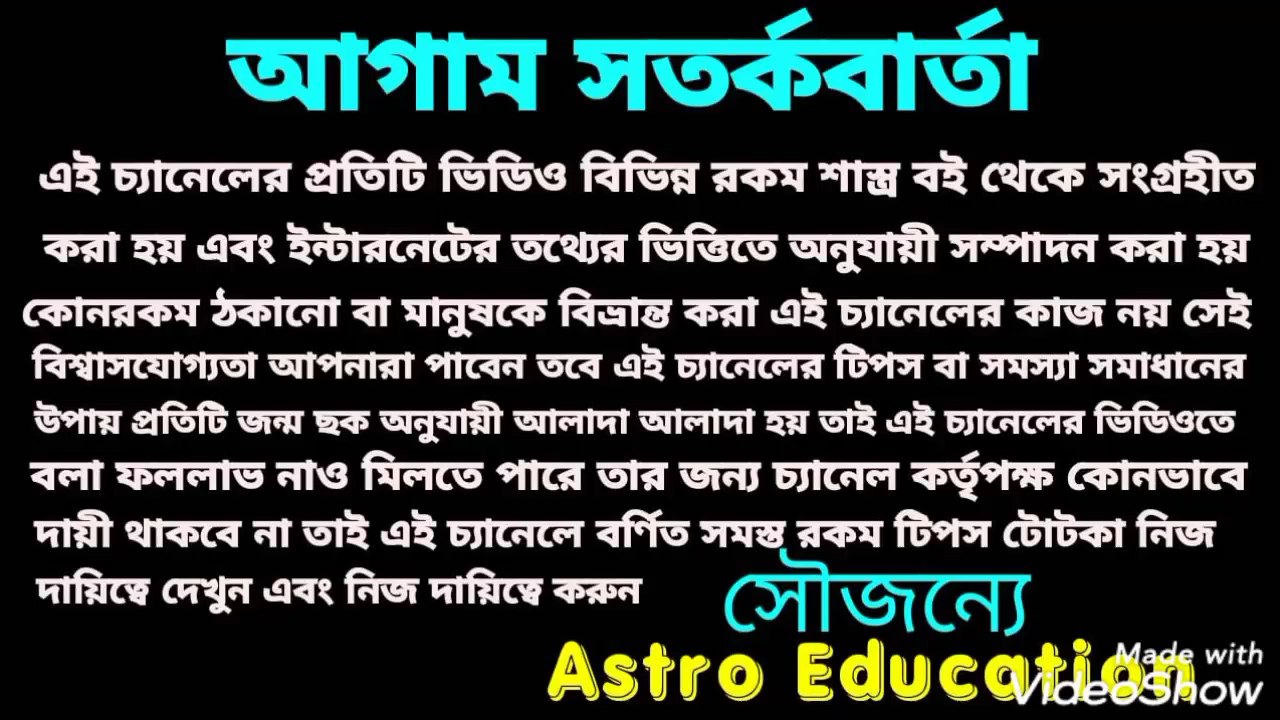 আগাম সতর্কবার্তা
এই চ্যানেলের প্রতিটি ভিডিও বিভিন্ন রকম শাস্ত্র বই থেকে সংগ্রহীত
করা হয় এবং ইন্টারনেটের তথ্যের ভিত্তিতে অনুযায়ী সম্পাদন করা হয়
কোনরকম ঠকানো বা মানুষকে বিভ্রান্ত করা এই চ্যানেলের কাজ নয় সেই
বিশ্বাসযোগ্যতা আপনারা পাবেন তবে এই চ্যানেলের টিপস বা সমস্যা সমাধানের
উপায় প্রতিটি জন্ম ছক অনুযায়ী আলাদা আলাদা হয় তাই এই চ্যানেলের ভিডিওতে
বলা ফললাভ নাও মিলতে পারে তার জন্য চ্যানেল কর্তৃপক্ষ কোনভাবে
দায়ী থাকবে না তাই এই চ্যানেলে বর্ণিত সমস্ত রকম টিপস টোটকা নিজ
দায়িত্বে দেখুন এবং নিজ দায়িত্বে করুন
সৌজন্যে
Astro Education
Made with
VideoShow